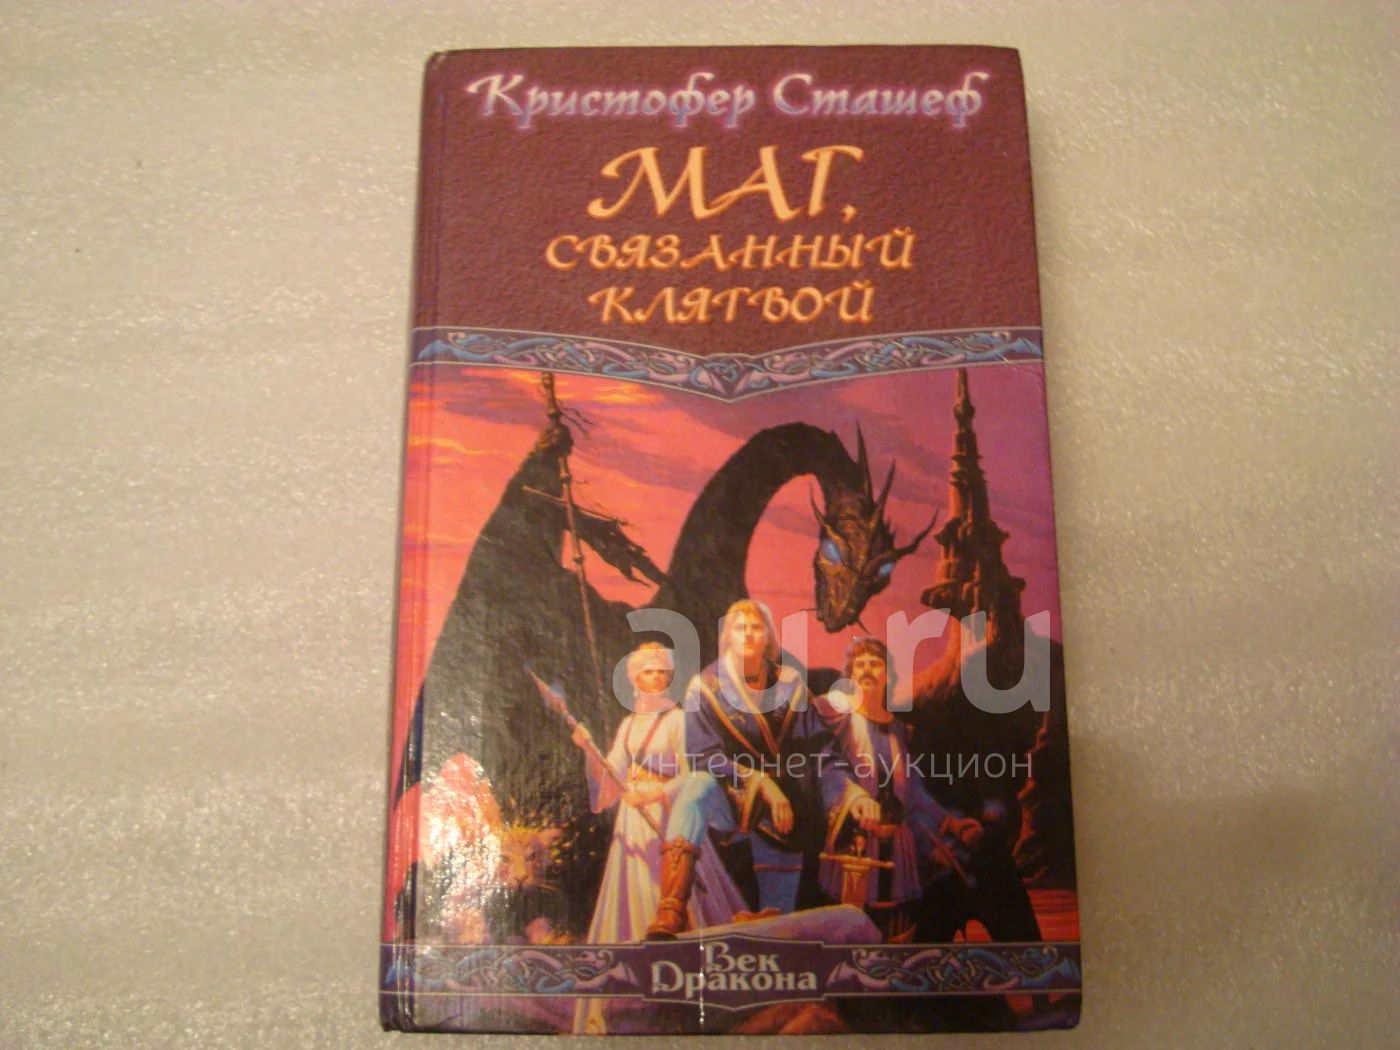 Кристофер Сташеф
МАГ,
СВЯЗАННЫЙ
КЛЯТВОЙ
au.ru
интернет-аукцион
Век
Дракона